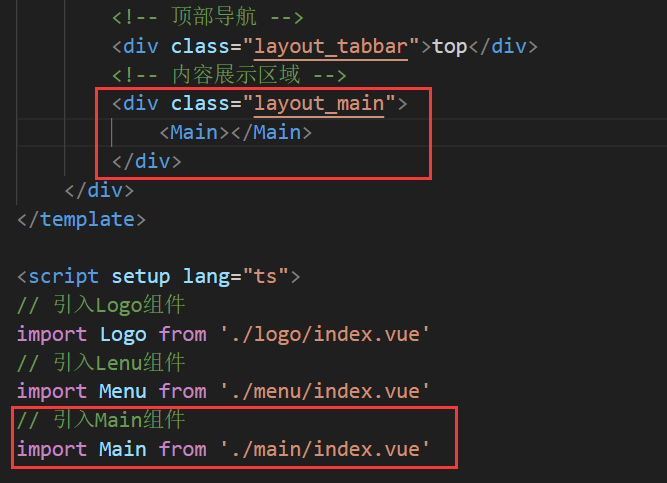 <!-- 顶部导航 -->
<div class="layout_tabbar">top</div>
<!-- 内容展示区域 -->
<div class="layout_main">
<Main></Main>
</div>
</div>
</template>
<script setup lang="ts">
// 引入Logo组件
import Logo from './logo/index.vue'
// 引入Lenu组件
import Menu from './menu/index.vue'
// 引入Main组件
import Main from './main/index.vue'